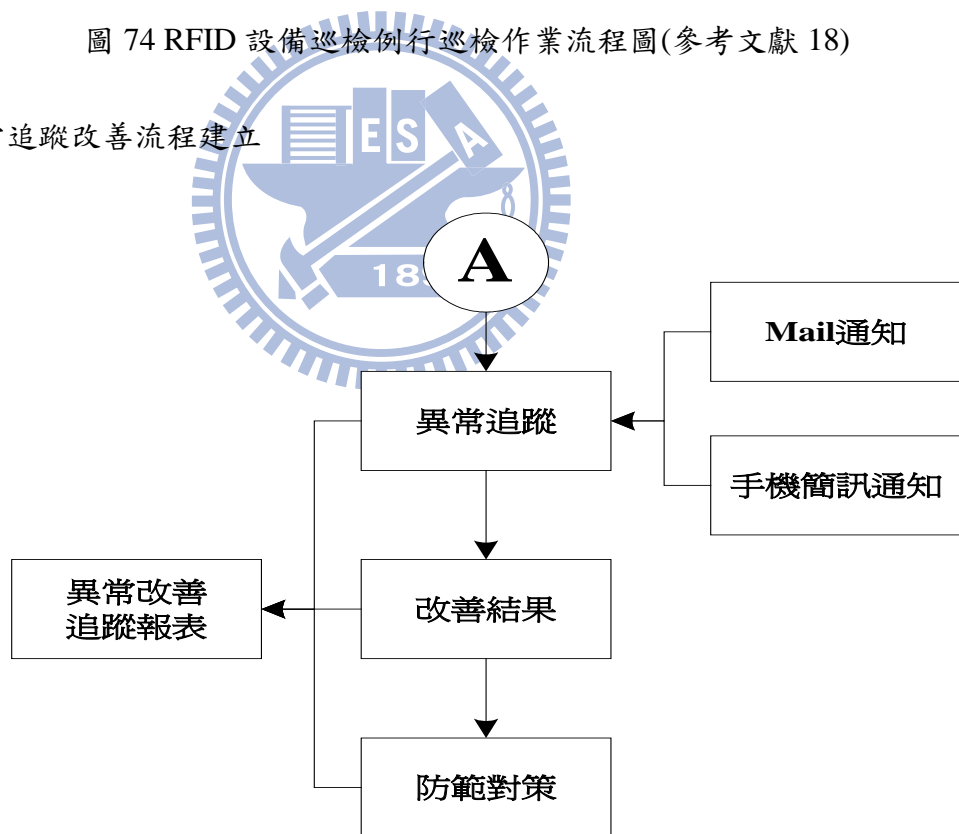 圖 74 RFID 設備巡檢例行巡檢作業流程圖(參考文獻 18)
追蹤改善流程建立
E S A
18
A
Mail通知
異常追蹤
手機簡訊通知
異常改善
追蹤報表
改善結果
防範對策